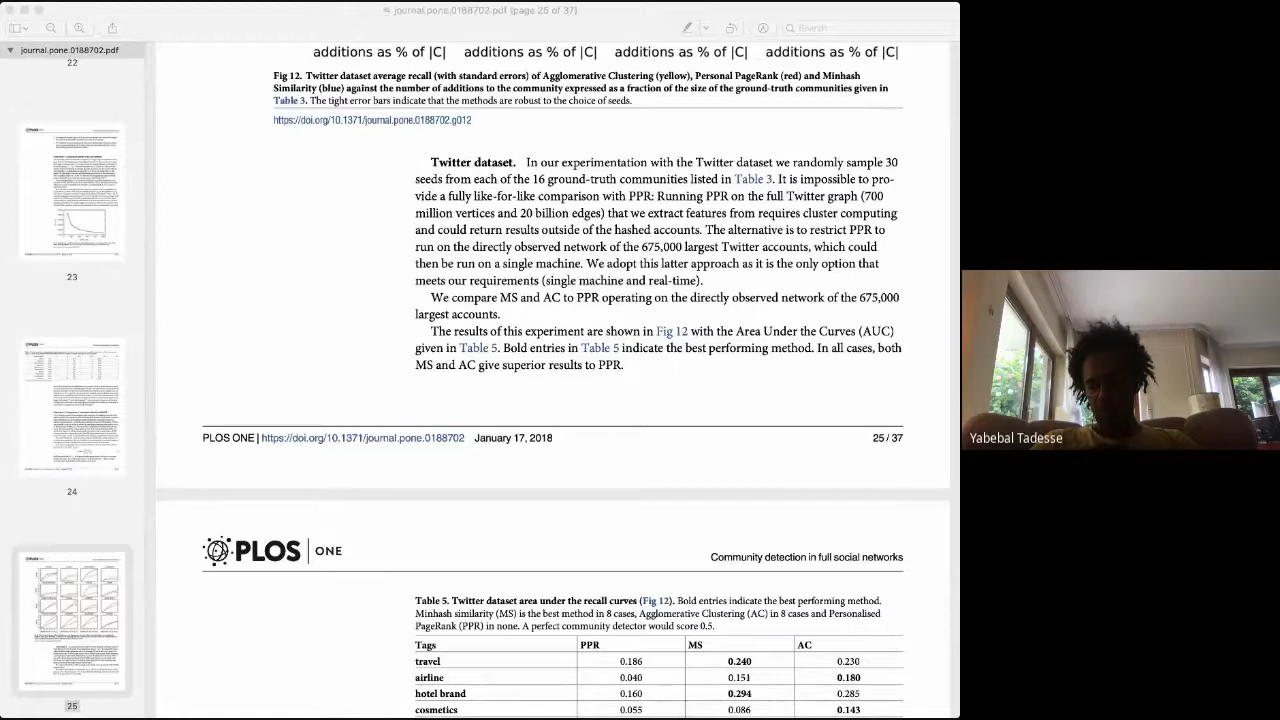 journal.pone.0188702.pdf (page 25 of 37)
Search
journal.pone.0188702.pdf
22
23
24
25
additions as % of |C| additions as % of |C| additions as % of |C| additions as % of |C|
Fig 12. Twitter dataset average recall (with standard errors) of Agglomerative Clustering (yellow), Personal PageRank (red) and Minhash
Similarity (blue) against the number of additions to the community expressed as a fraction of the size of the ground-truth communities given in
Table 3. The tight error bars indicate that the methods are robust to the choice of seeds.
https://doi.org/10.1371/journal.pone.0188702.g012
Twitter dataset. In our experimentation with the Twitter dataset we randomly sample 30
seeds from each of the 16 ground-truth communities listed in Table 3. It is impossible to pro-
vide a fully like-for-like comparison with PPR: Running PPR on the full Twitter graph (700
million vertices and 20 billion edges) that we extract features from requires cluster computing
and could return results outside of the hashed accounts. The alternative is to restrict PPR to
run on the directly observed network of the 675,000 largest Twitter accounts, which could
then be run on a single machine. We adopt this latter approach as it is the only option that
meets our requirements (single machine and real-time).
We compare MS and AC to PPR operating on the directly observed network of the 675,000
largest accounts.
The results of this experiment are shown in Fig 12 with the Area Under the Curves (AUC)
given in Table 5. Bold entries in Table 5 indicate the best performing method. In all cases, both
MS and AC give superior results to PPR.
PLOS ONE | https://doi.org/10.1371/journal.pone.0188702 January 17, 2018 25 / 37
PLOS ONE
Community detection in full social networks
Table 5. Twitter dataset area under the recall curves (Fig 12). Bold entries indicate the best performing method.
Minhash similarity (MS) is the best method in 8 cases, Agglomerative Clustering (AC) in 8 cases and Personalised
PageRank (PPR) in none. A perfect community detector would score 0.5.
Tags PPR MS AC
travel 0.186 0.240 0.230
airline 0.040 0.151 0.180
hotel brand 0.160 0.294 0.285
cosmetics 0.055 0.086 0.143
Yabebal Tadesse